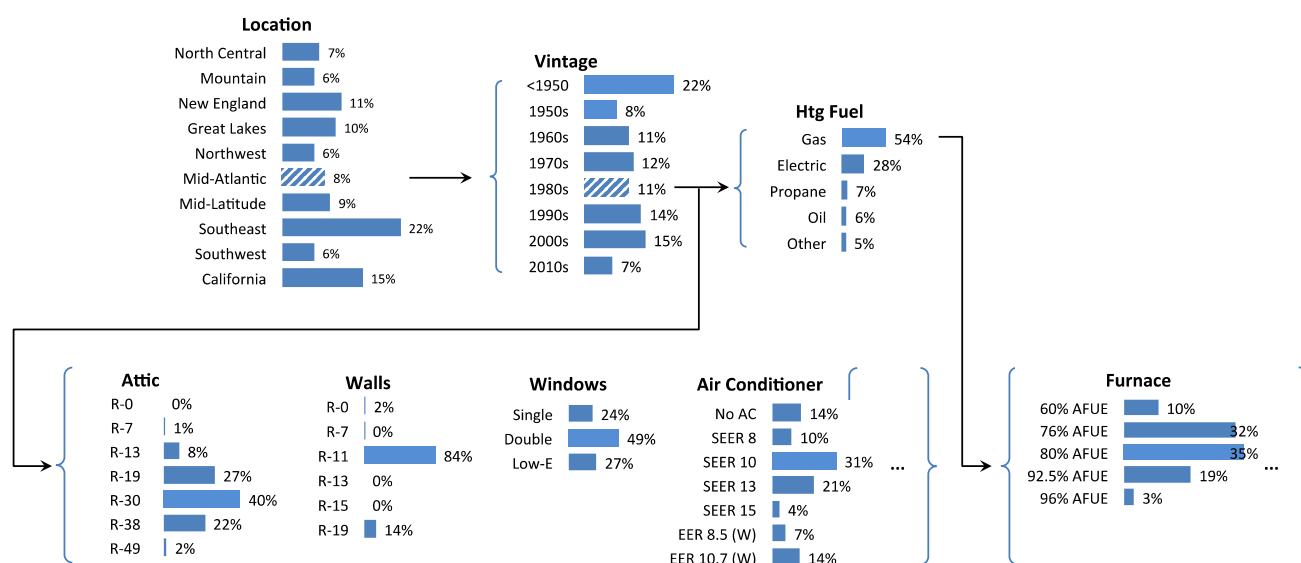 Location
North Central 7%
Mountain 6%
New England 11%
Great Lakes 10%
Northwest 6%
Mid-Atlantic 8%
Mid-Latitude 9%
Southeast 22%
Southwest 6%
California 15%
Vintage
<1950 22%
1950s 8%
1960s 11%
1970s 12%
1980s 11%
1990s 14%
2000s 15%
2010s 7%
Htg Fuel
Gas 54%
Electric 28%
Propane 7%
Oil 6%
Other 5%
Attic
R-0 0%
R-7 1%
R-13 8%
R-19 27%
R-30 40%
R-38 22%
R-49 2%
Walls
R-0 2%
R-7 0%
R-11 84%
R-13 0%
R-15 0%
R-19 14%
Windows
Single 24%
Double 49%
Low-E 27%
Air Conditioner
No AC 14%
SEER 8 10%
SEER 10 31%
SEER 13 21%
SEER 15 4%
EER 8.5 (W) 7%
EER 10.7 (W) 14%
...
Furnace
60% AFUE 10%
76% AFUE 32%
80% AFUE 35%
92.5% AFUE 19%
96% AFUE 3%
...